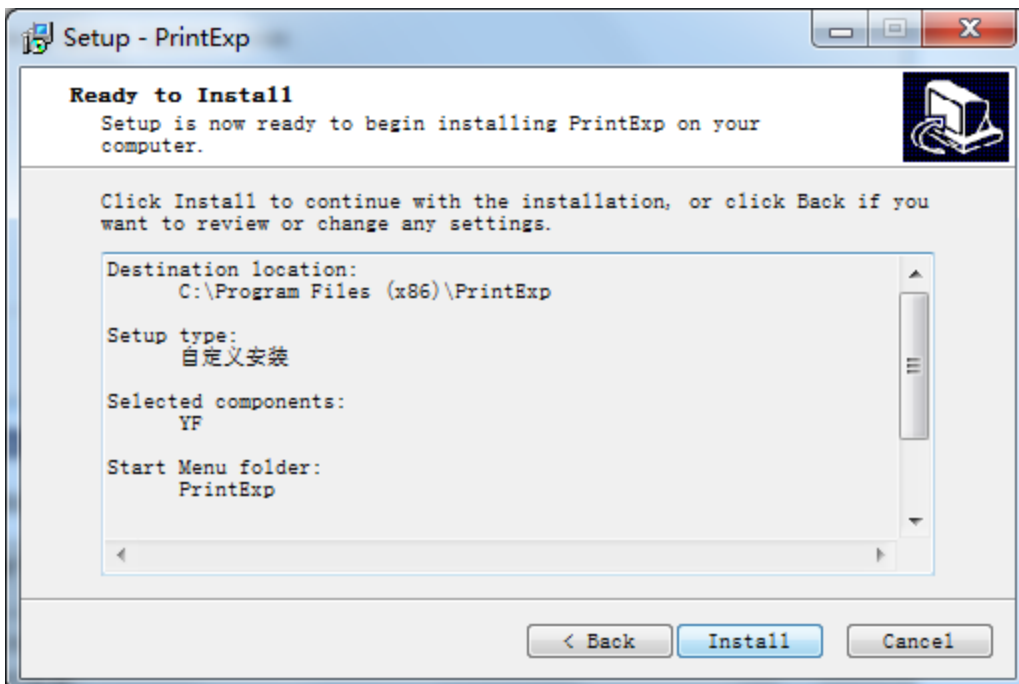 Setup - PrintExp
Ready to Install
Setup is now ready to begin installing PrintExp on your
computer.
Click Install to continue with the installation, or click Back if you
want to review or change any settings.
Destination location:
C:\Program Files (x86)\PrintExp
Setup type:
自定义安装
Selected components:
YF
Start Menu folder:
PrintExp
< Back
Install
Cancel